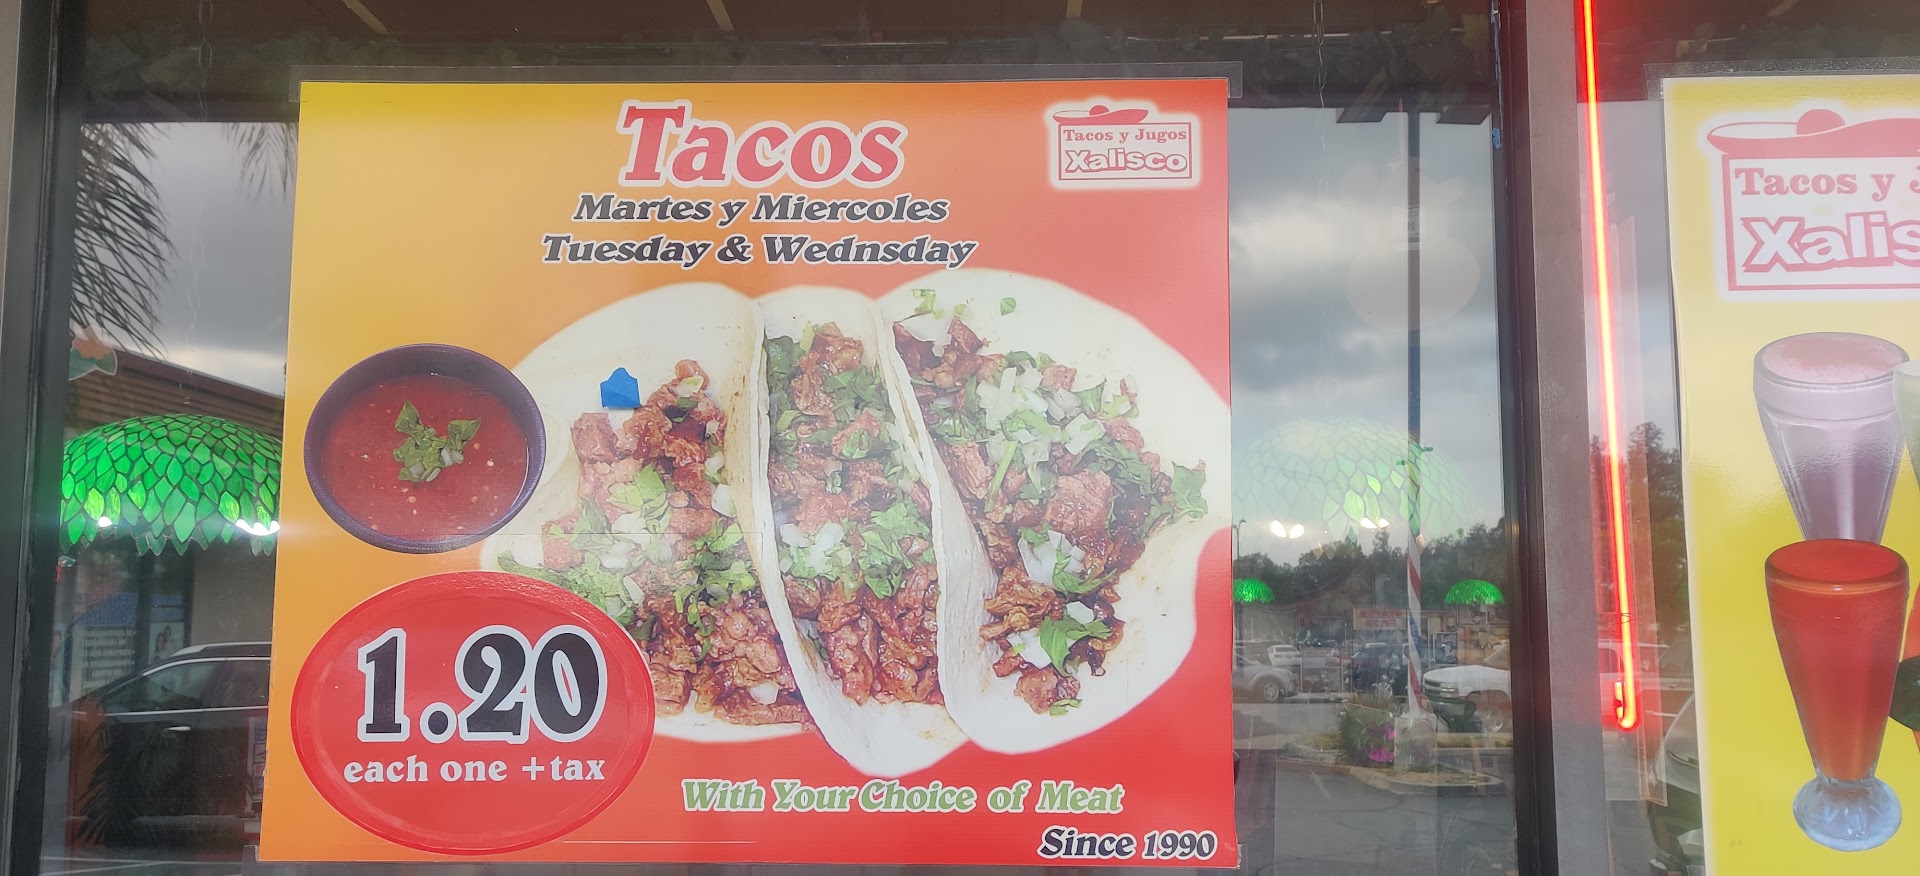 Tacos
Martes y Miercoles
Tuesday & Wednsday
Tacos y Jugos
Xalisco
1.20
each one +tax
With Your Choice of Meat
Since 1990
Tacos y J
Xalis